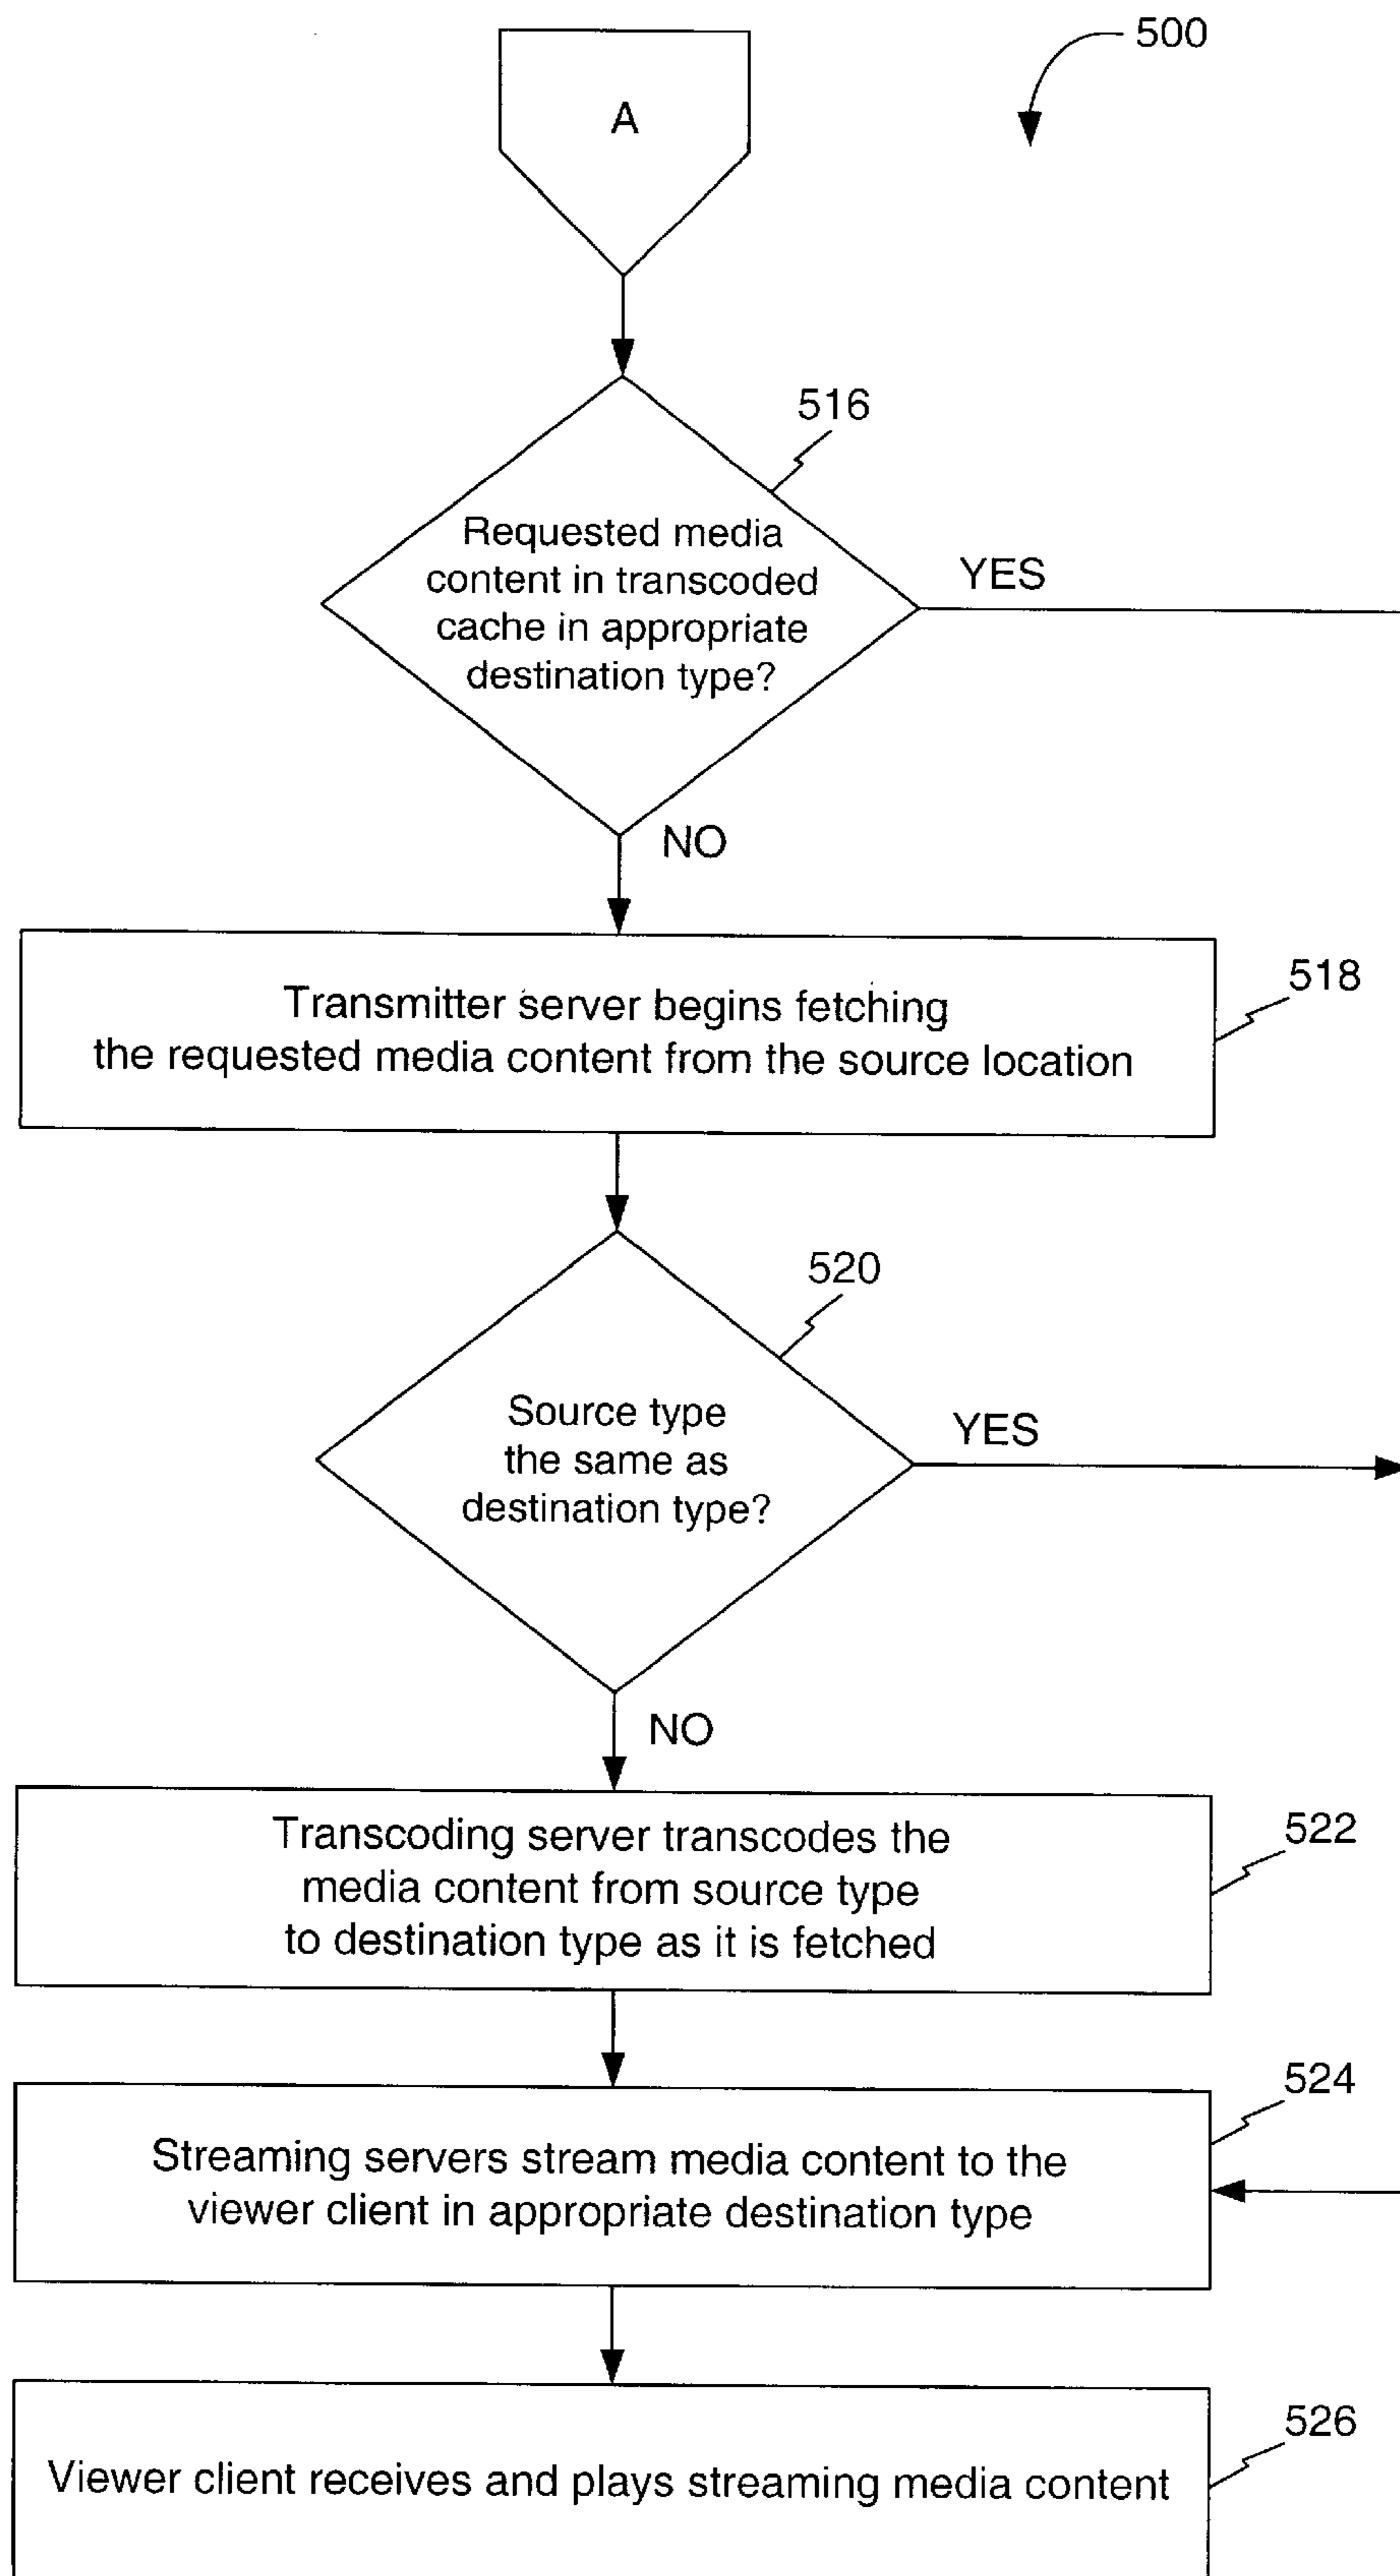 500
A
516
Requested media
content in transcoded
cache in appropriate
destination type?
YES
NO
518
Transmitter server begins fetching
the requested media content from the source location
520
Source type
the same as
destination type?
YES
NO
522
Transcoding server transcodes the
media content from source type
to destination type as it is fetched
524
Streaming servers stream media content to the
viewer client in appropriate destination type
526
Viewer client receives and plays streaming media content